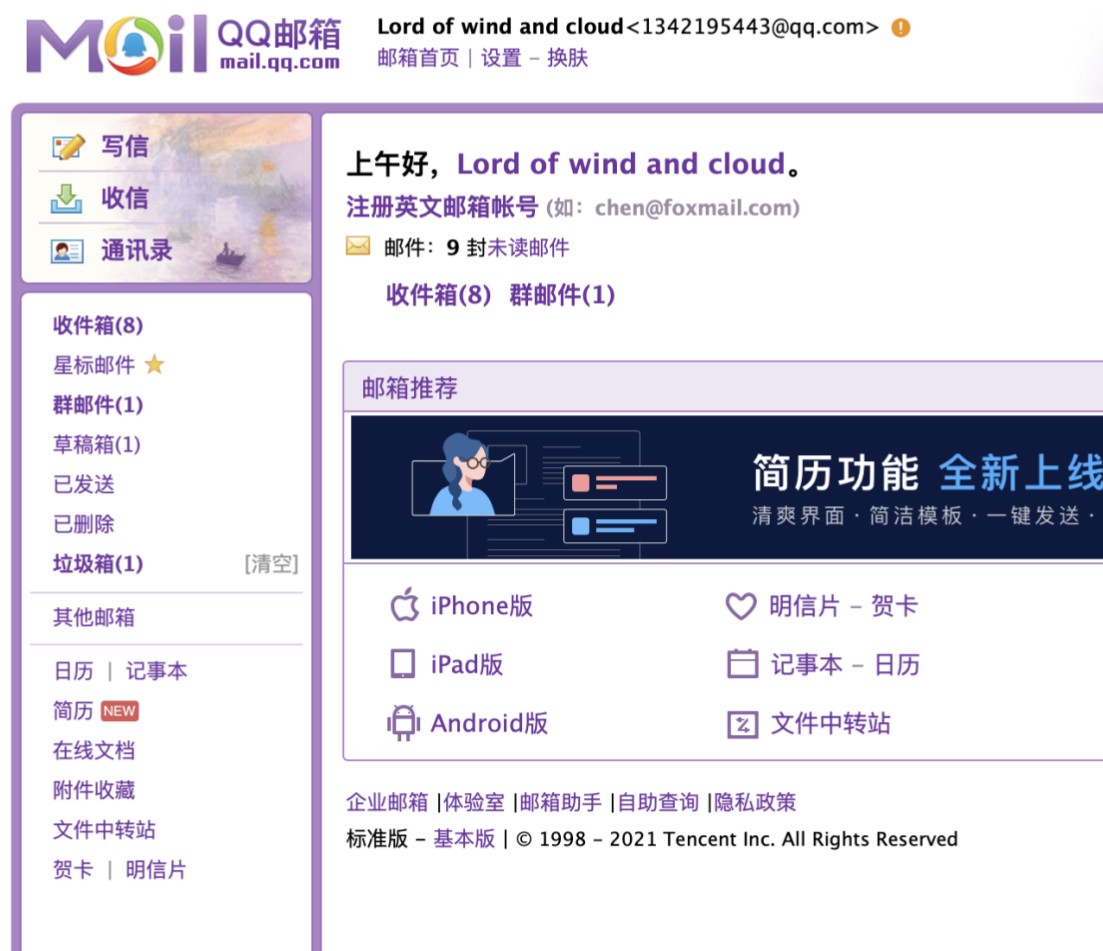 MOil QQ邮箱
mail.qq.com
Lord of wind and cloud<1342195443@qq.com>
邮箱首页 | 设置 – 换肤
写信
收信
通讯录
收件箱(8)
星标邮件
群邮件(1)
草稿箱(1)
已发送
已删除
垃圾箱(1) [清空]
其他邮箱
日历 | 记事本
简历 NEW
在线文档
附件收藏
文件中转站
贺卡 | 明信片
上午好，Lord of wind and cloud。
注册英文邮箱帐号 (如：chen@foxmail.com)
邮件：9 封未读邮件
收件箱(8) 群邮件(1)
邮箱推荐
简历功能 全新上线
清爽界面 · 简洁模板 · 一键发送 ·
iPhone版
明信片 – 贺卡
iPad版
记事本 – 日历
Android版
文件中转站
企业邮箱 |体验室 |邮箱助手 |自助查询 |隐私政策
标准版 – 基本版 | © 1998 – 2021 Tencent Inc. All Rights Reserved